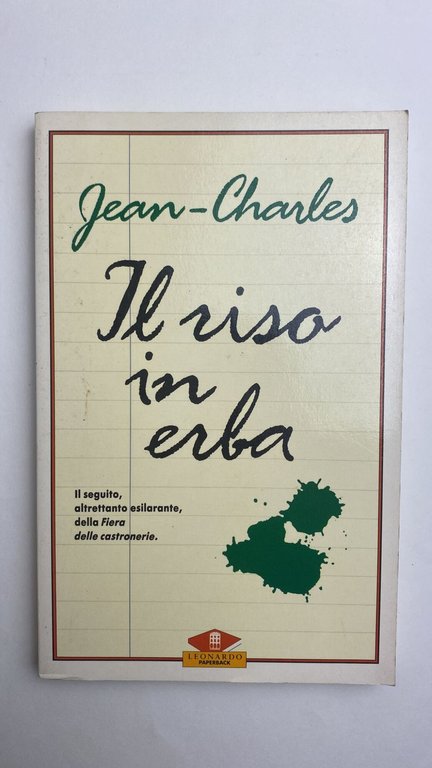 Jean-Charles
Il riso
in
erba
Il seguito,
altrettanto esilarante,
della Fiera
delle castronerie.
LEONARDO
PAPERBACK